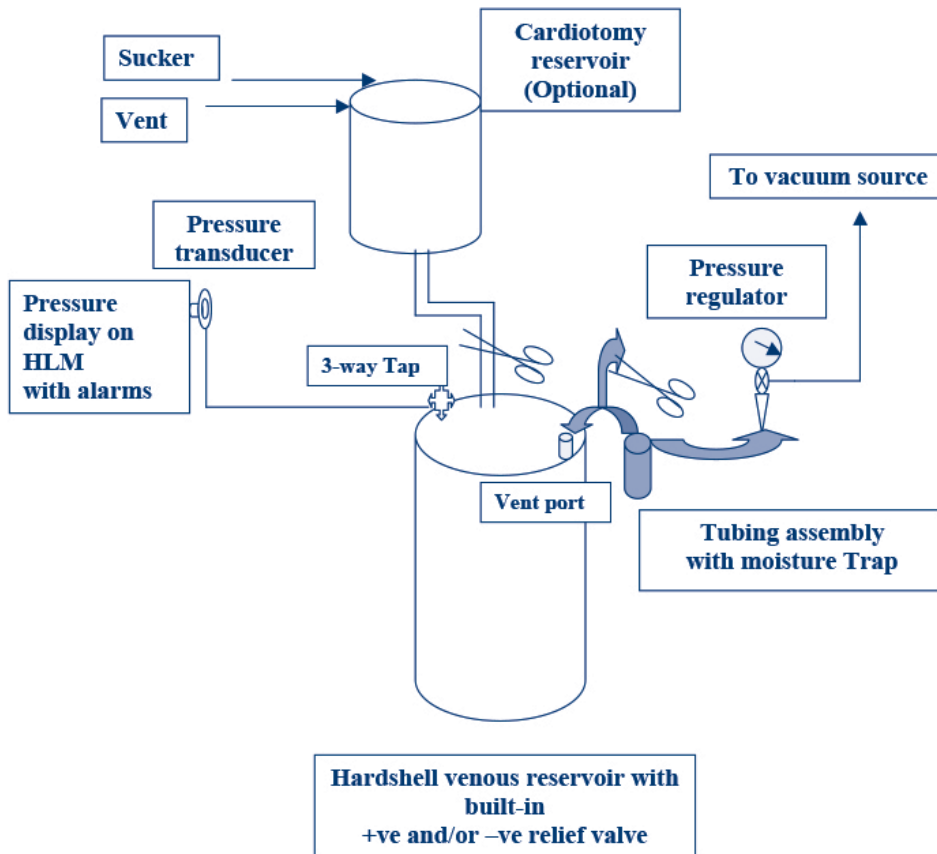 Sucker
Vent
Cardiotomy
reservoir
(Optional)
To vacuum source
Pressure
transducer
Pressure
regulator
Pressure
display on
HLM
with alarms
3-way Tap
Vent port
Tubing assembly
with moisture Trap
Hardshell venous reservoir with
built-in
+ve and/or –ve relief valve